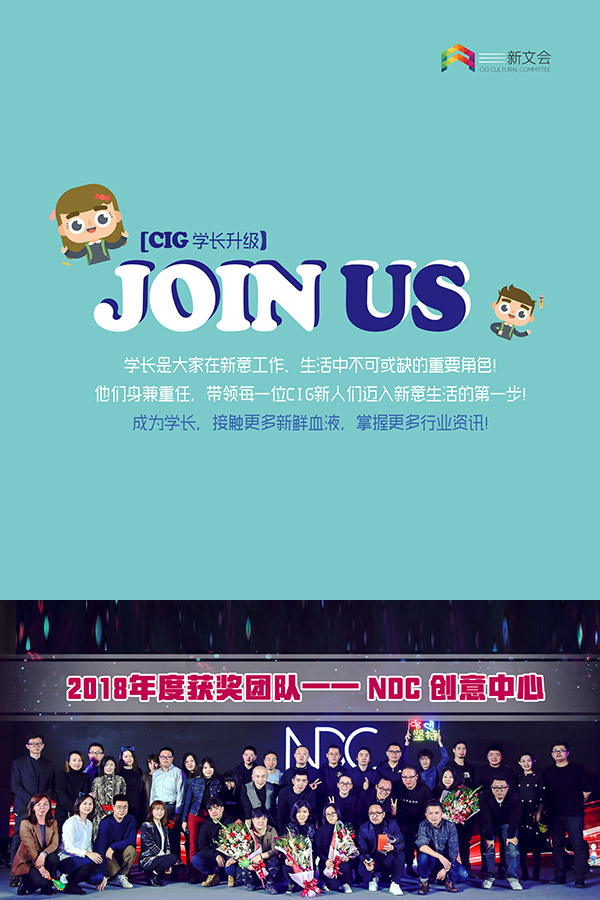 新文会
CIG CULTURAL COMMITTEE
[CIG 学长升级]
JOIN US
学长是大家在新意工作、生活中不可或缺的重要角色!
他们身兼重任, 带领每一位CIG新人们迈入新意生活的第一步!
成为学长, 接触更多新鲜血液, 掌握更多行业资讯!
2018年度获奖团队一一 NDC 创意中心
NDC
坚持